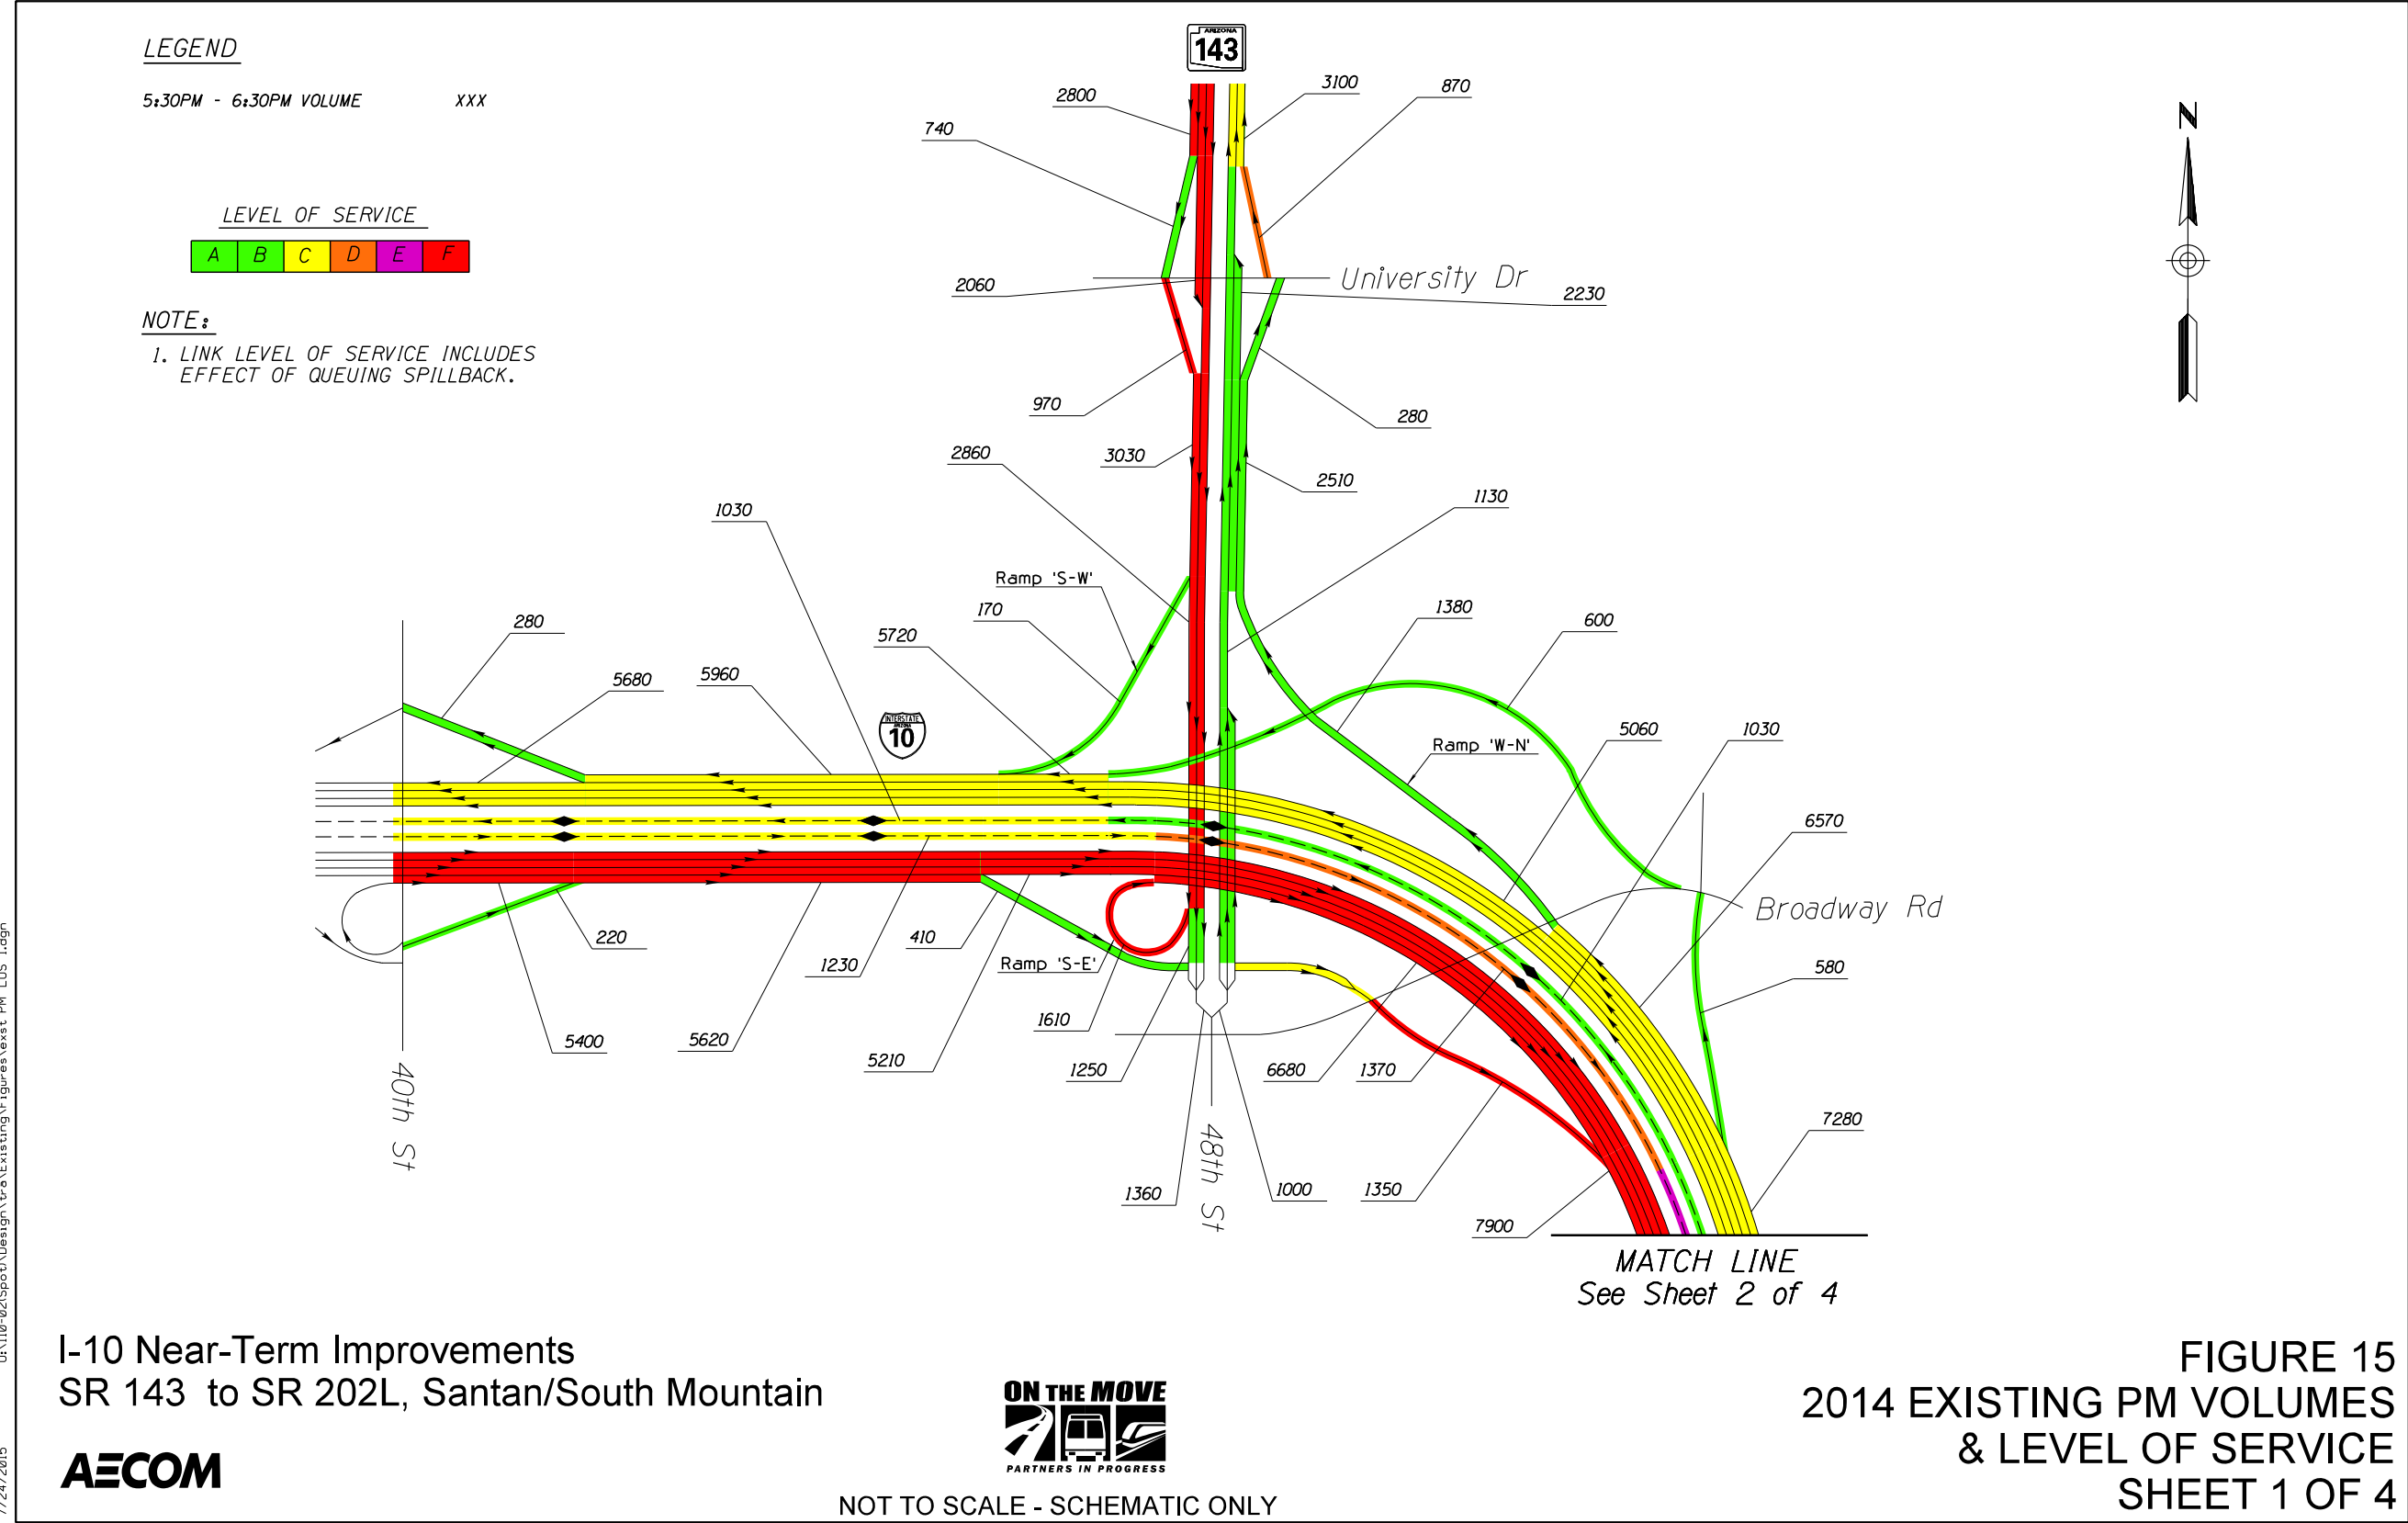 LEGEND
5:30PM - 6:30PM VOLUME XXX
LEVEL OF SERVICE
A B C D E F
NOTE:
1. LINK LEVEL OF SERVICE INCLUDES
EFFECT OF QUEUING SPILLBACK.
ARIZONA
143
N
2800
3100
870
740
2060
University Dr
2230
970
280
2860
3030
2510
1030
1130
Ramp 'S-W'
170
280
5720
1380
600
5680
5960
INTERSTATE
ARIZONA
10
Ramp 'W-N'
5060
1030
6570
Broadway Rd
220
410
1230
Ramp 'S-E'
580
5400
5620
1610
5210
1250
6680
1370
40th St
48th St
7280
1360
1000
1350
7900
MATCH LINE
See Sheet 2 of 4
I-10 Near-Term Improvements
SR 143 to SR 202L, Santan/South Mountain
AECOM
ON THE MOVE
PARTNERS IN PROGRESS
NOT TO SCALE - SCHEMATIC ONLY
FIGURE 15
2014 EXISTING PM VOLUMES
& LEVEL OF SERVICE
SHEET 1 OF 4
7/24/2015